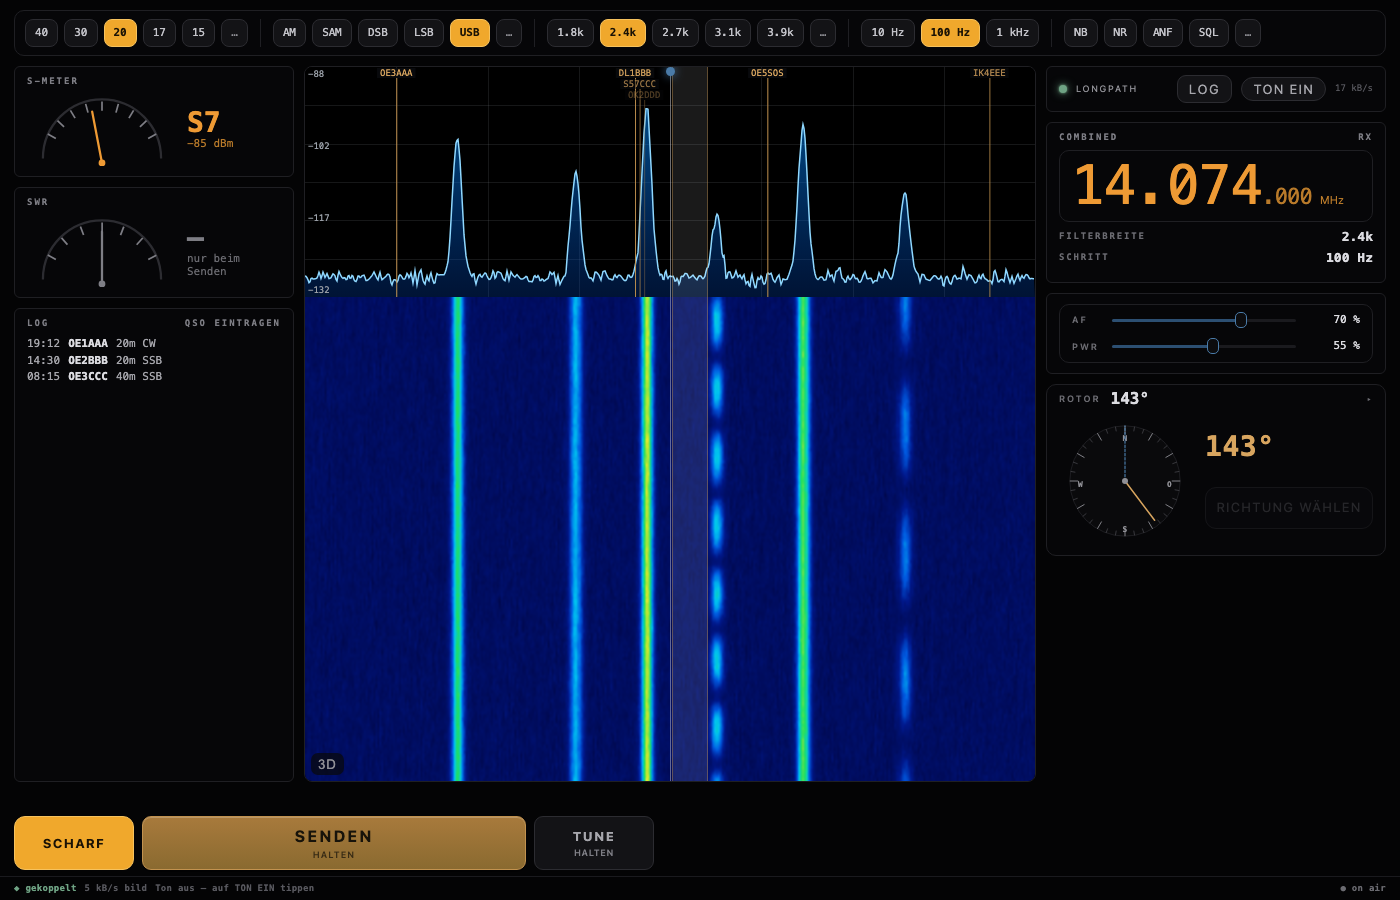 40 30 20 17 15 … AM SAM DSB LSB USB … 1.8k 2.4k 2.7k 3.1k 3.9k … 10 Hz 100 Hz 1 kHz NB NR ANF SQL …
S-METER
S7
−85 dBm
SWR
—
nur beim
Senden
LOG QSO EINTRAGEN
19:12 OE1AAA 20m CW
14:30 OE2BBB 20m SSB
08:15 OE3CCC 40m SSB
−88 OE3AAA DL1BBB OE5SOS IK4EEE
S57CCC
OK2DDD
−102
−117
−132
3D
LONGPATH LOG TON EIN 17 kB/s
COMBINED RX
14.074.000 MHz
FILTERBREITE 2.4k
SCHRITT 100 Hz
AF 70 %
PWR 55 %
ROTOR 143°
N
W O
S
143°
RICHTUNG WÄHLEN
SCHARF
SENDEN
HALTEN
TUNE
HALTEN
◆ gekoppelt 5 kB/s bild Ton aus — auf TON EIN tippen ● on air